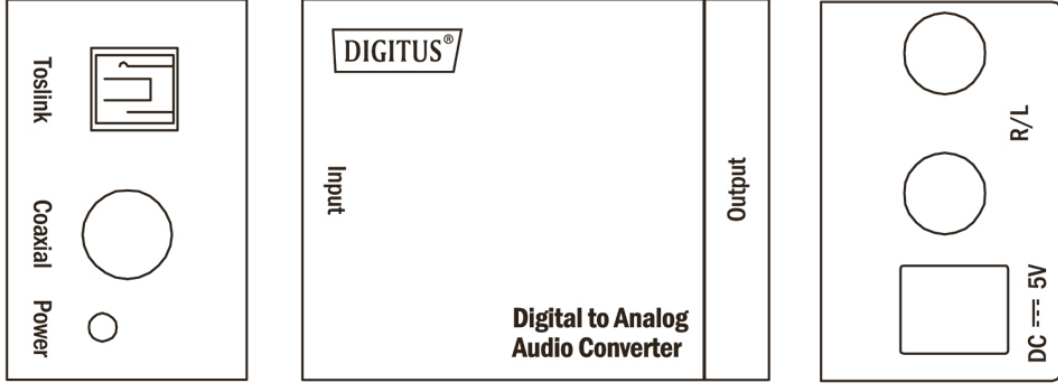 Toslink
Coaxial
Power
DIGITUS®
Input
Output
Digital to Analog
Audio Converter
R/L
DC ⎓ 5V